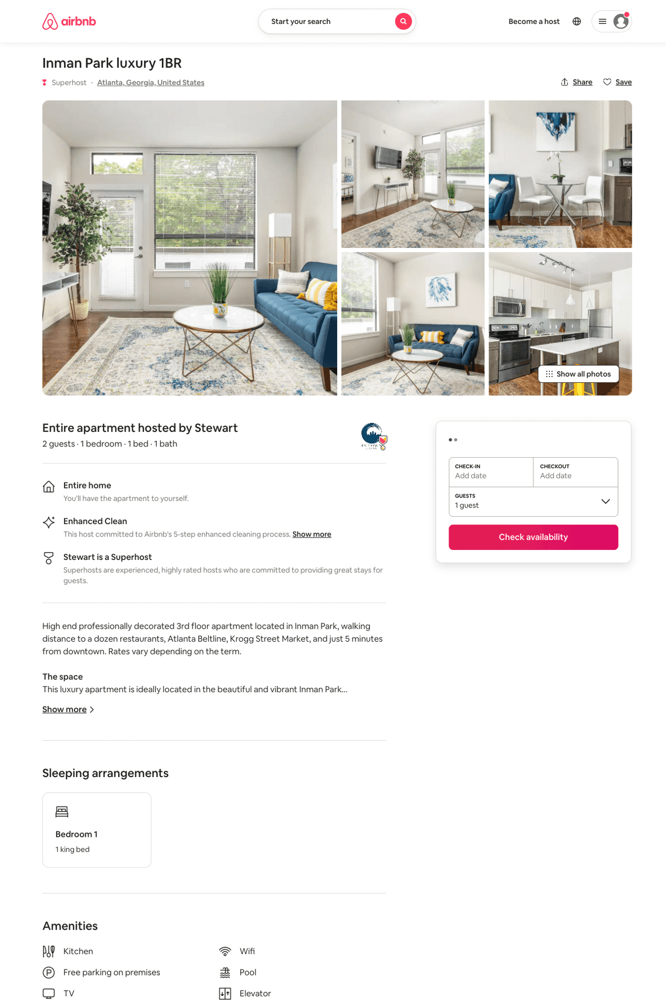 airbnb
Start your search
Become a host
Inman Park luxury 1BR
Superhost · Atlanta, Georgia, United States
Share
Save
Show all photos
Entire apartment hosted by Stewart
2 guests · 1 bedroom · 1 bed · 1 bath
Entire home
You'll have the apartment to yourself.
Enhanced Clean
This host committed to Airbnb's 5-step enhanced cleaning process. Show more
Stewart is a Superhost
Superhosts are experienced, highly rated hosts who are committed to providing great stays for
guests.
CHECK-IN
Add date
CHECKOUT
Add date
GUESTS
1 guest
Check availability
High end professionally decorated 3rd floor apartment located in Inman Park, walking
distance to a dozen restaurants, Atlanta Beltline, Krogg Street Market, and just 5 minutes
from downtown. Rates vary depending on the term.
The space
This luxury apartment is ideally located in the beautiful and vibrant Inman Park...
Show more
Sleeping arrangements
Bedroom 1
1 king bed
Amenities
Kitchen
Wifi
Free parking on premises
Pool
TV
Elevator